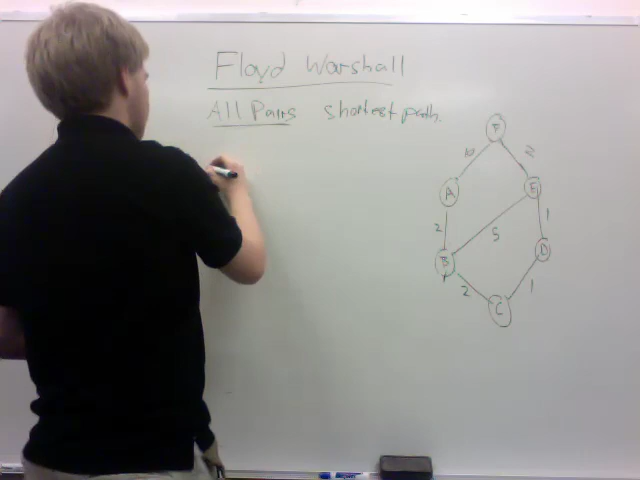 Floyd Warshall
All Pairs shortest path.
F
10 2
A E
2 5 1
B D
2 1
C